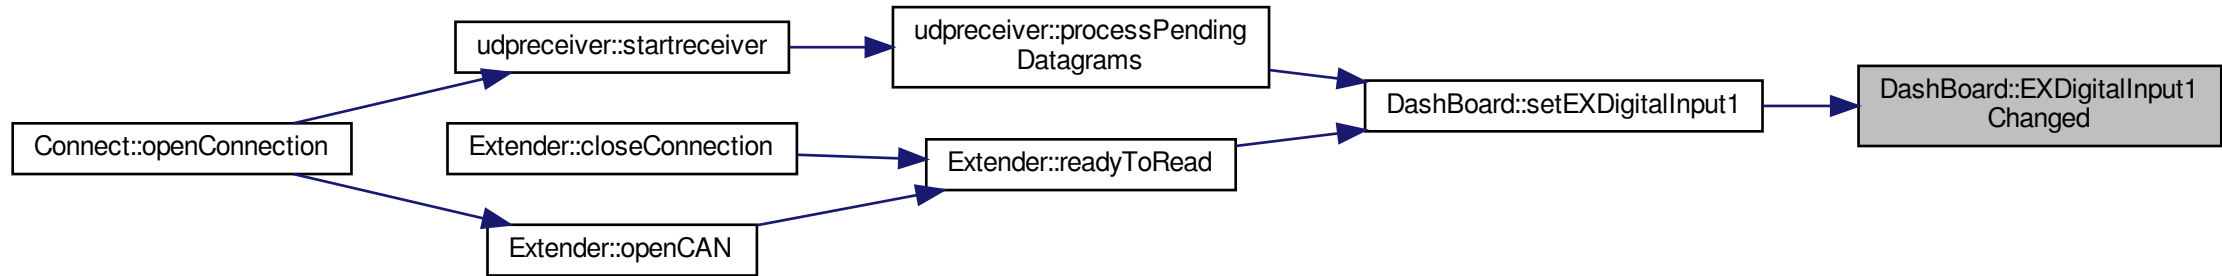 udpreceiver::startreceiver
udpreceiver::processPending
Datagrams
DashBoard::setEXDigitalInput1
DashBoard::EXDigitalInput1
Changed
Connect::openConnection
Extender::closeConnection
Extender::readyToRead
Extender::openCAN